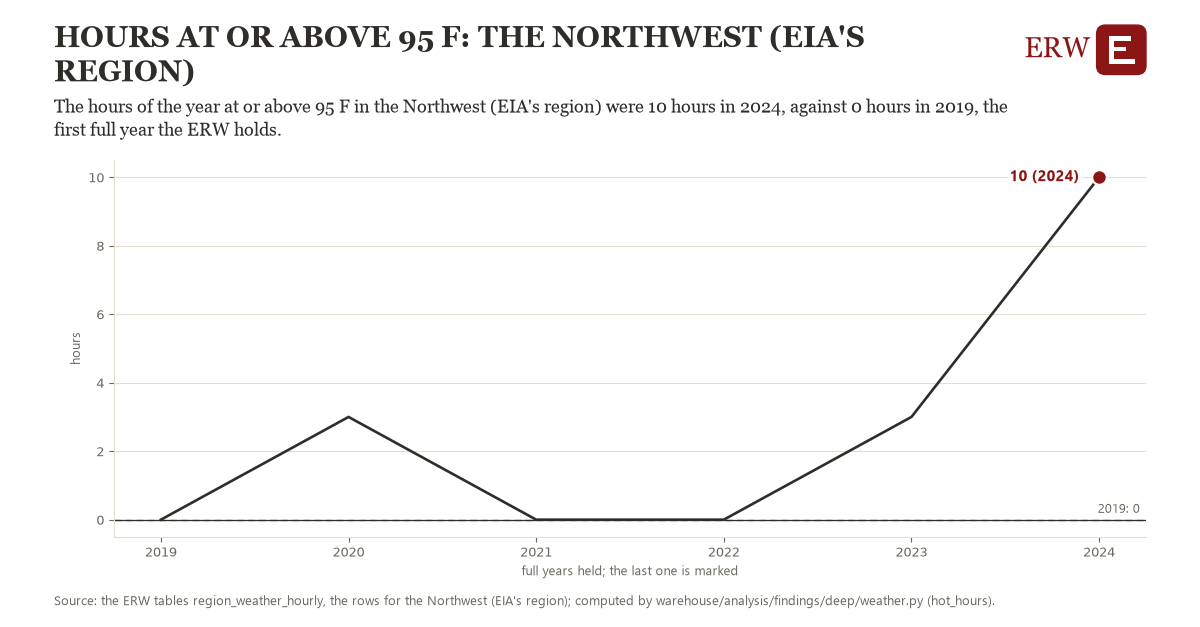 HOURS AT OR ABOVE 95 F: THE NORTHWEST (EIA'S
REGION)
ERW E
The hours of the year at or above 95 F in the Northwest (EIA's region) were 10 hours in 2024, against 0 hours in 2019, the
first full year the ERW holds.
10 (2024)
10
8
6
4
2
0
hours
2019: 0
2019 2020 2021 2022 2023 2024
full years held; the last one is marked
Source: the ERW tables region_weather_hourly, the rows for the Northwest (EIA's region); computed by warehouse/analysis/findings/deep/weather.py (hot_hours).